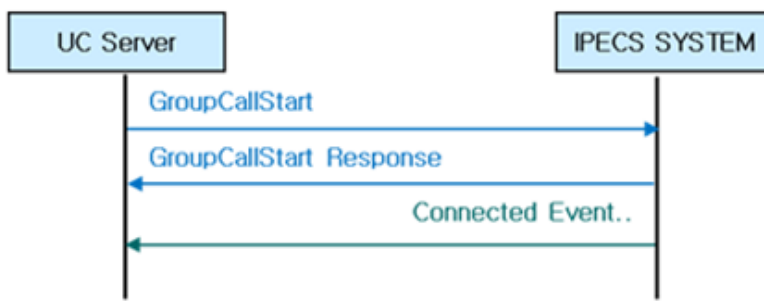 UC Server
IPECS SYSTEM
GroupCallStart
GroupCallStart Response
Connected Event..